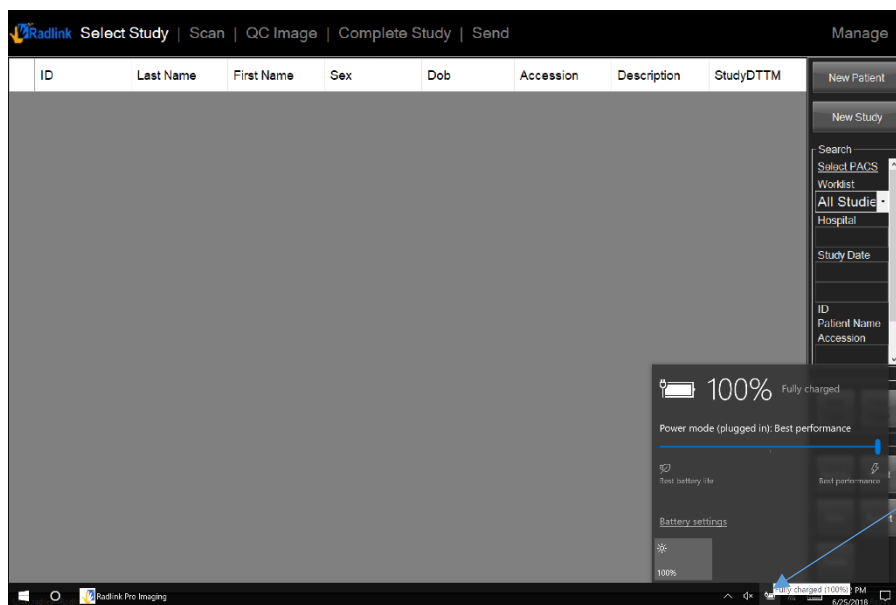 Radlink Select Study | Scan | QC Image | Complete Study | Send Manage
ID Last Name First Name Sex Dob Accession Description StudyDTTM
New Patient
New Study
Search
Select PACS
Worklist
All Studie
Hospital
Study Date
ID
Patient Name
Accession
100% Fully charged
Power mode (plugged in): Best performance
Best battery life Best performance
Battery settings
100%
Radlink Pro Imaging
Fully charged (100%) PM
6/25/2018